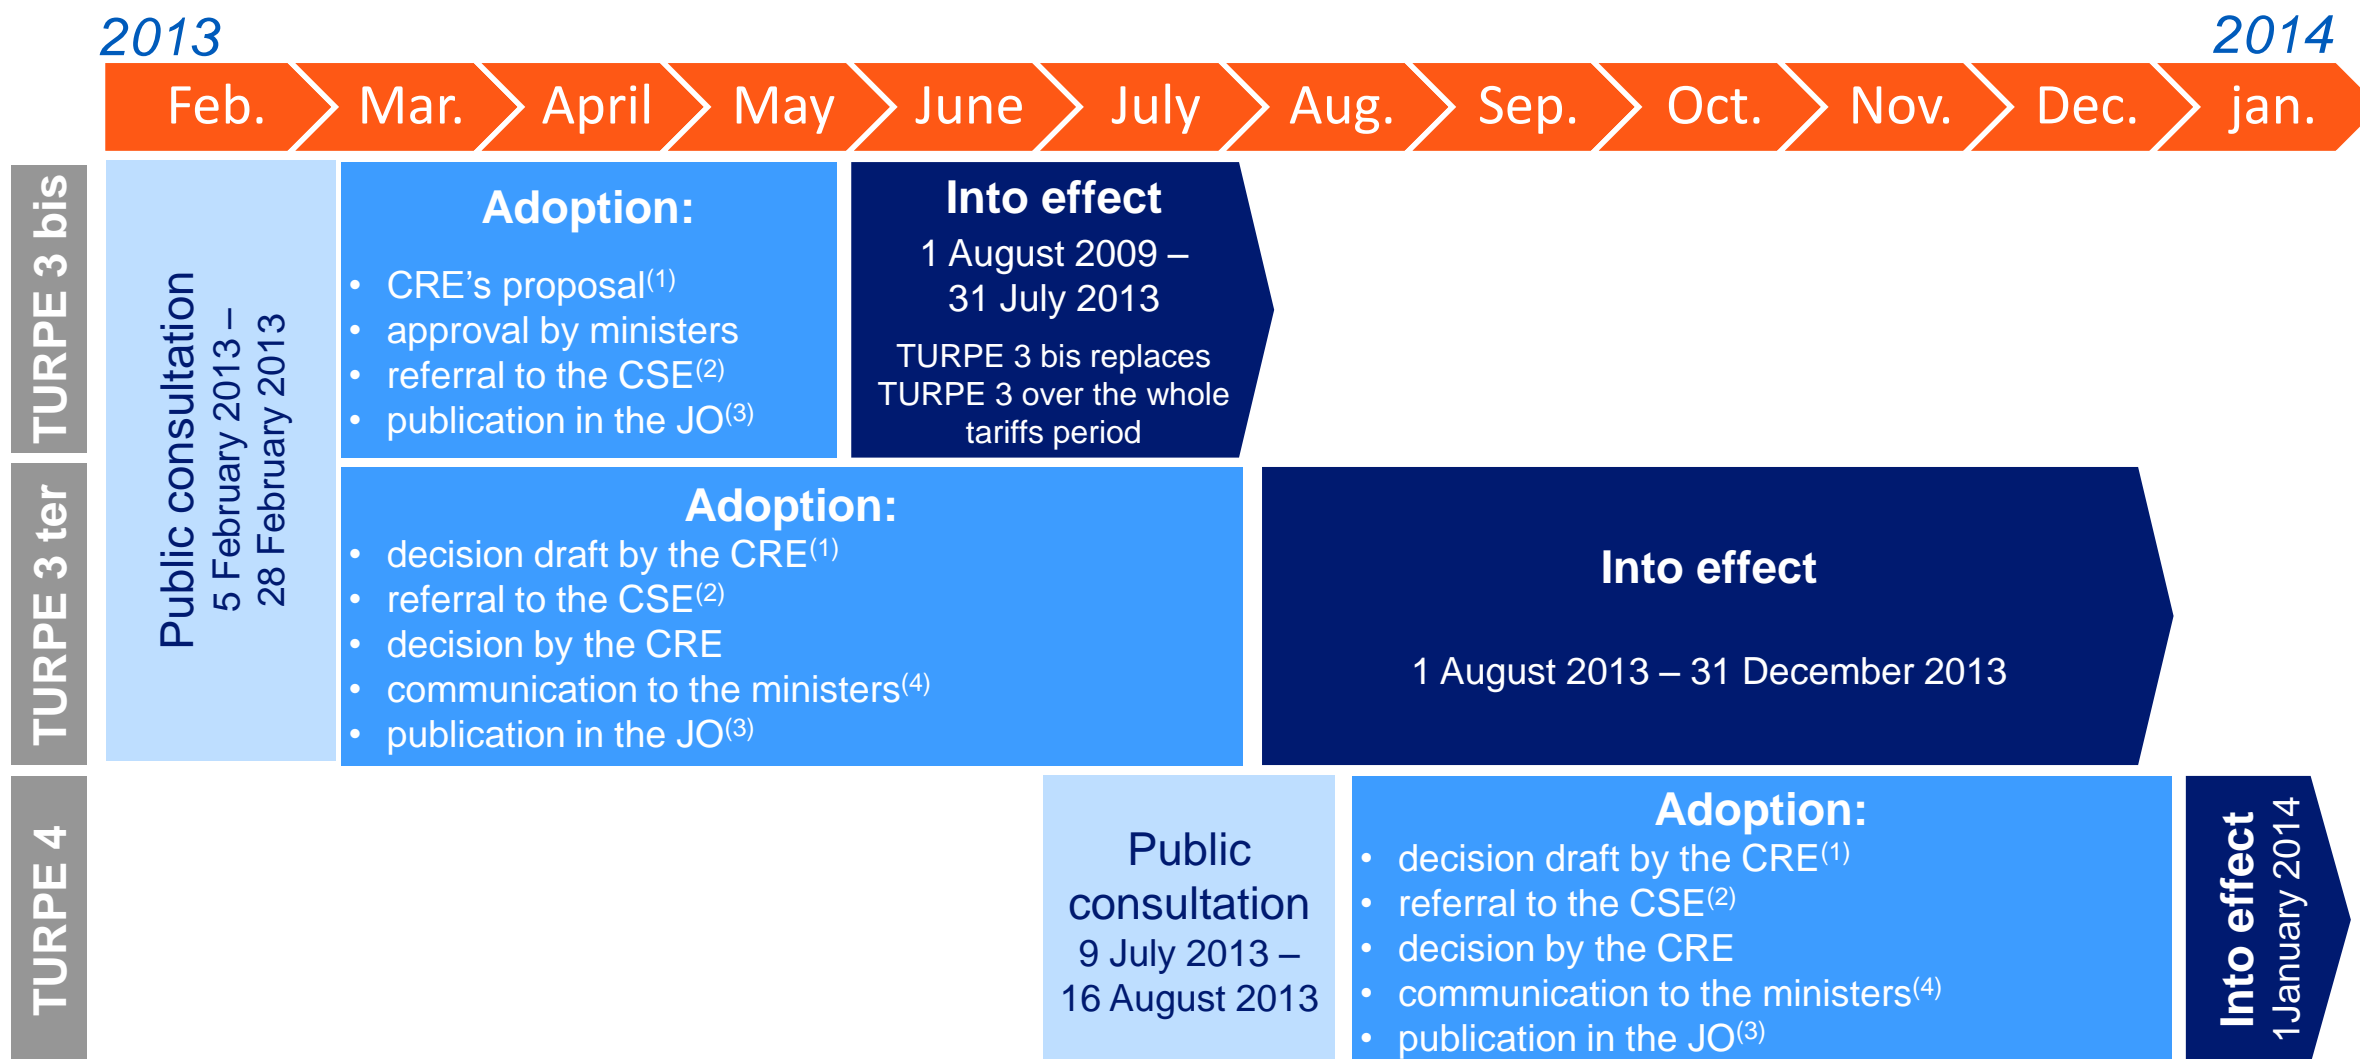 2013
2014
Feb.
Mar.
April
May
June
July
Aug.
Sep.
Oct.
Nov.
Dec.
jan.
TURPE 3 bis
Public consultation
5 February 2013 –
28 February 2013
Adoption:
• CRE’s proposal(1)
• approval by ministers
• referral to the CSE(2)
• publication in the JO(3)
Into effect
1 August 2009 –
31 July 2013
TURPE 3 bis replaces
TURPE 3 over the whole
tariffs period
TURPE 3 ter
Adoption:
• decision draft by the CRE(1)
• referral to the CSE(2)
• decision by the CRE
• communication to the ministers(4)
• publication in the JO(3)
Into effect
1 August 2013 – 31 December 2013
TURPE 4
Public
consultation
9 July 2013 –
16 August 2013
Adoption:
• decision draft by the CRE(1)
• referral to the CSE(2)
• decision by the CRE
• communication to the ministers(4)
• publication in the JO(3)
Into effect
1January 2014